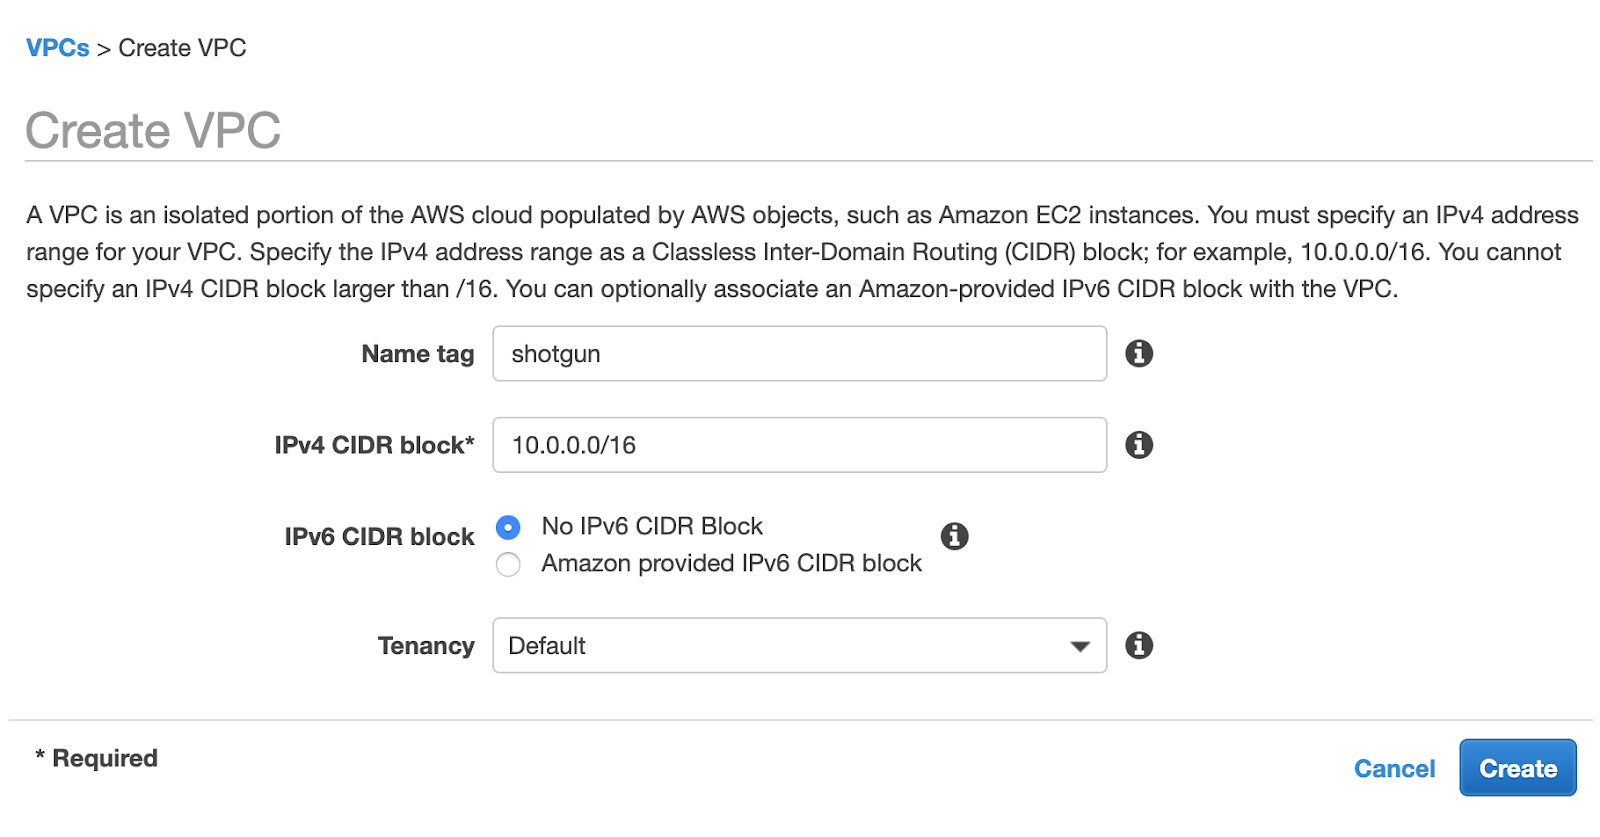 VPCs > Create VPC
Create VPC
A VPC is an isolated portion of the AWS cloud populated by AWS objects, such as Amazon EC2 instances. You must specify an IPv4 address
range for your VPC. Specify the IPv4 address range as a Classless Inter-Domain Routing (CIDR) block; for example, 10.0.0.0/16. You cannot
specify an IPv4 CIDR block larger than /16. You can optionally associate an Amazon-provided IPv6 CIDR block with the VPC.
Name tag shotgun
IPv4 CIDR block* 10.0.0.0/16
IPv6 CIDR block No IPv6 CIDR Block
Amazon provided IPv6 CIDR block
Tenancy Default
* Required
Cancel Create